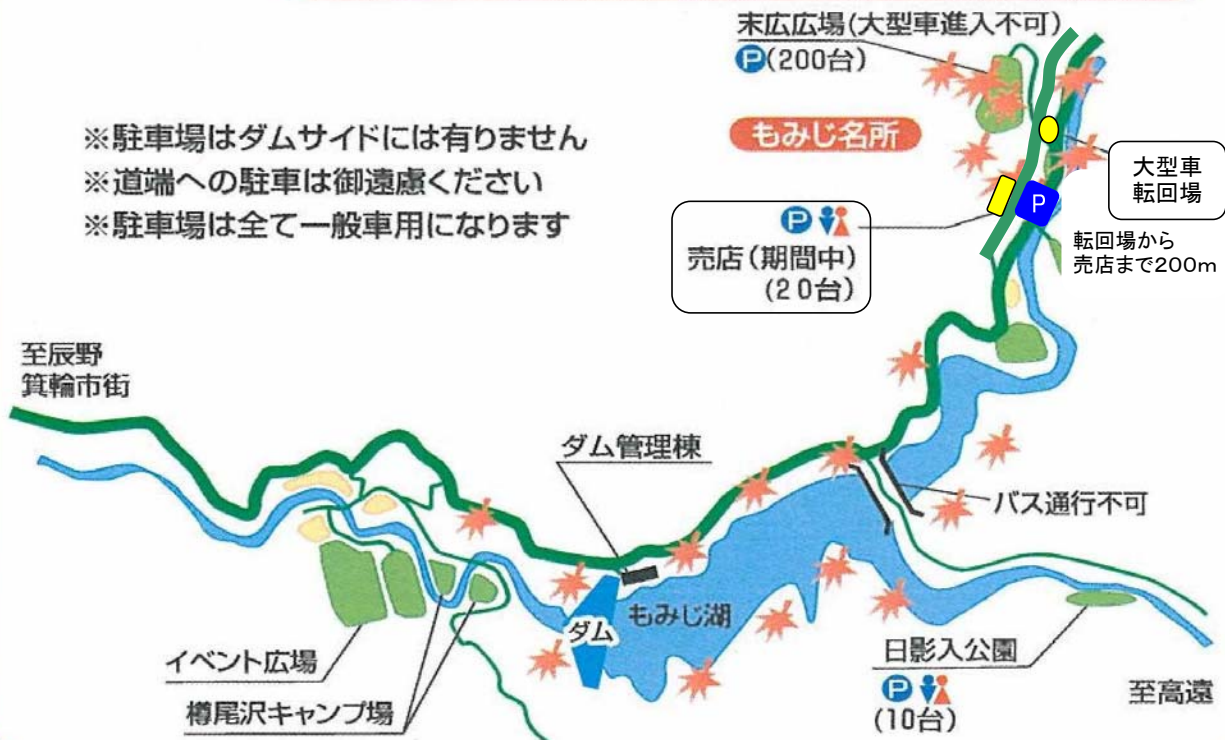 末広広場(大型車進入不可)
P(200台)
※駐車場はダムサイドには有りません
※道端への駐車は御遠慮ください
※駐車場は全て一般車用になります
もみじ名所
大型車
転回場
P
P
売店(期間中)
(20台)
転回場から
売店まで200m
至辰野
箕輪市街
ダム管理棟
バス通行不可
もみじ湖
ダム
イベント広場
樽尾沢キャンプ場
日影入公園
P
(10台)
至高遠